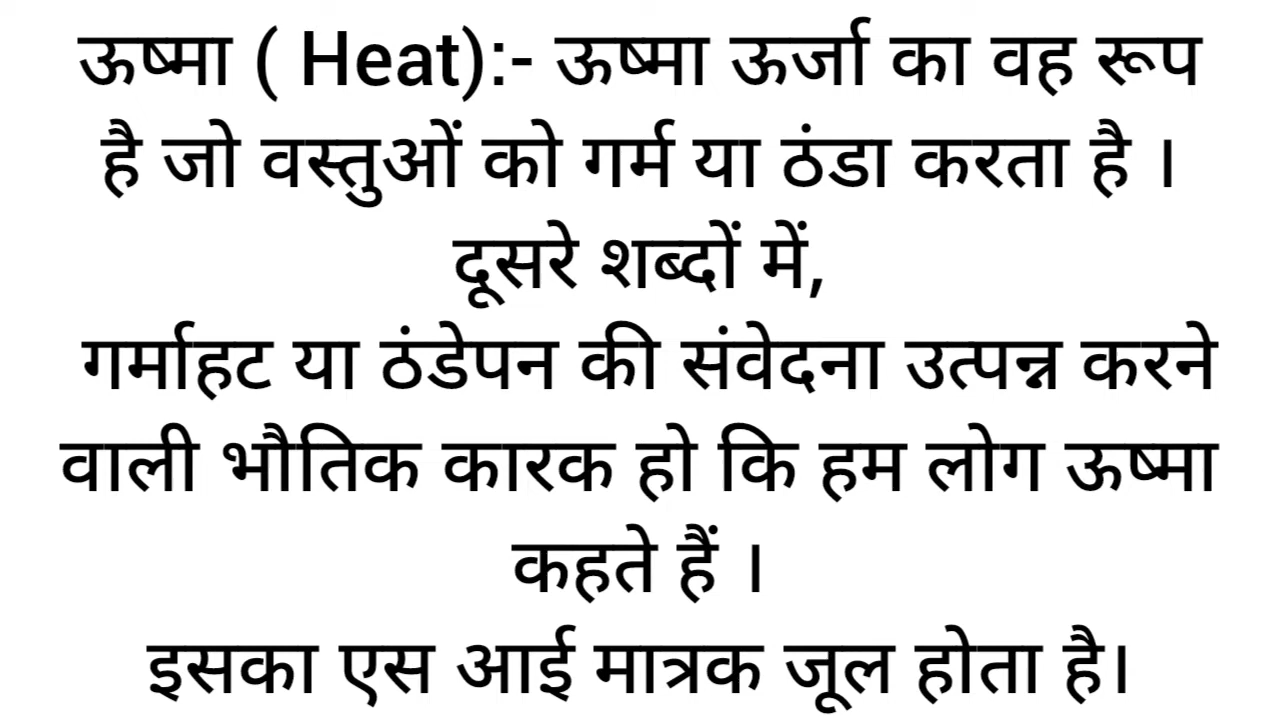 ऊष्मा ( Heat):- ऊष्मा ऊर्जा का वह रूप
है जो वस्तुओं को गर्म या ठंडा करता है ।
दूसरे शब्दों में,
गर्माहट या ठंडेपन की संवेदना उत्पन्न करने
वाली भौतिक कारक हो कि हम लोग ऊष्मा
कहते हैं ।
इसका एस आई मात्रक जूल होता है।